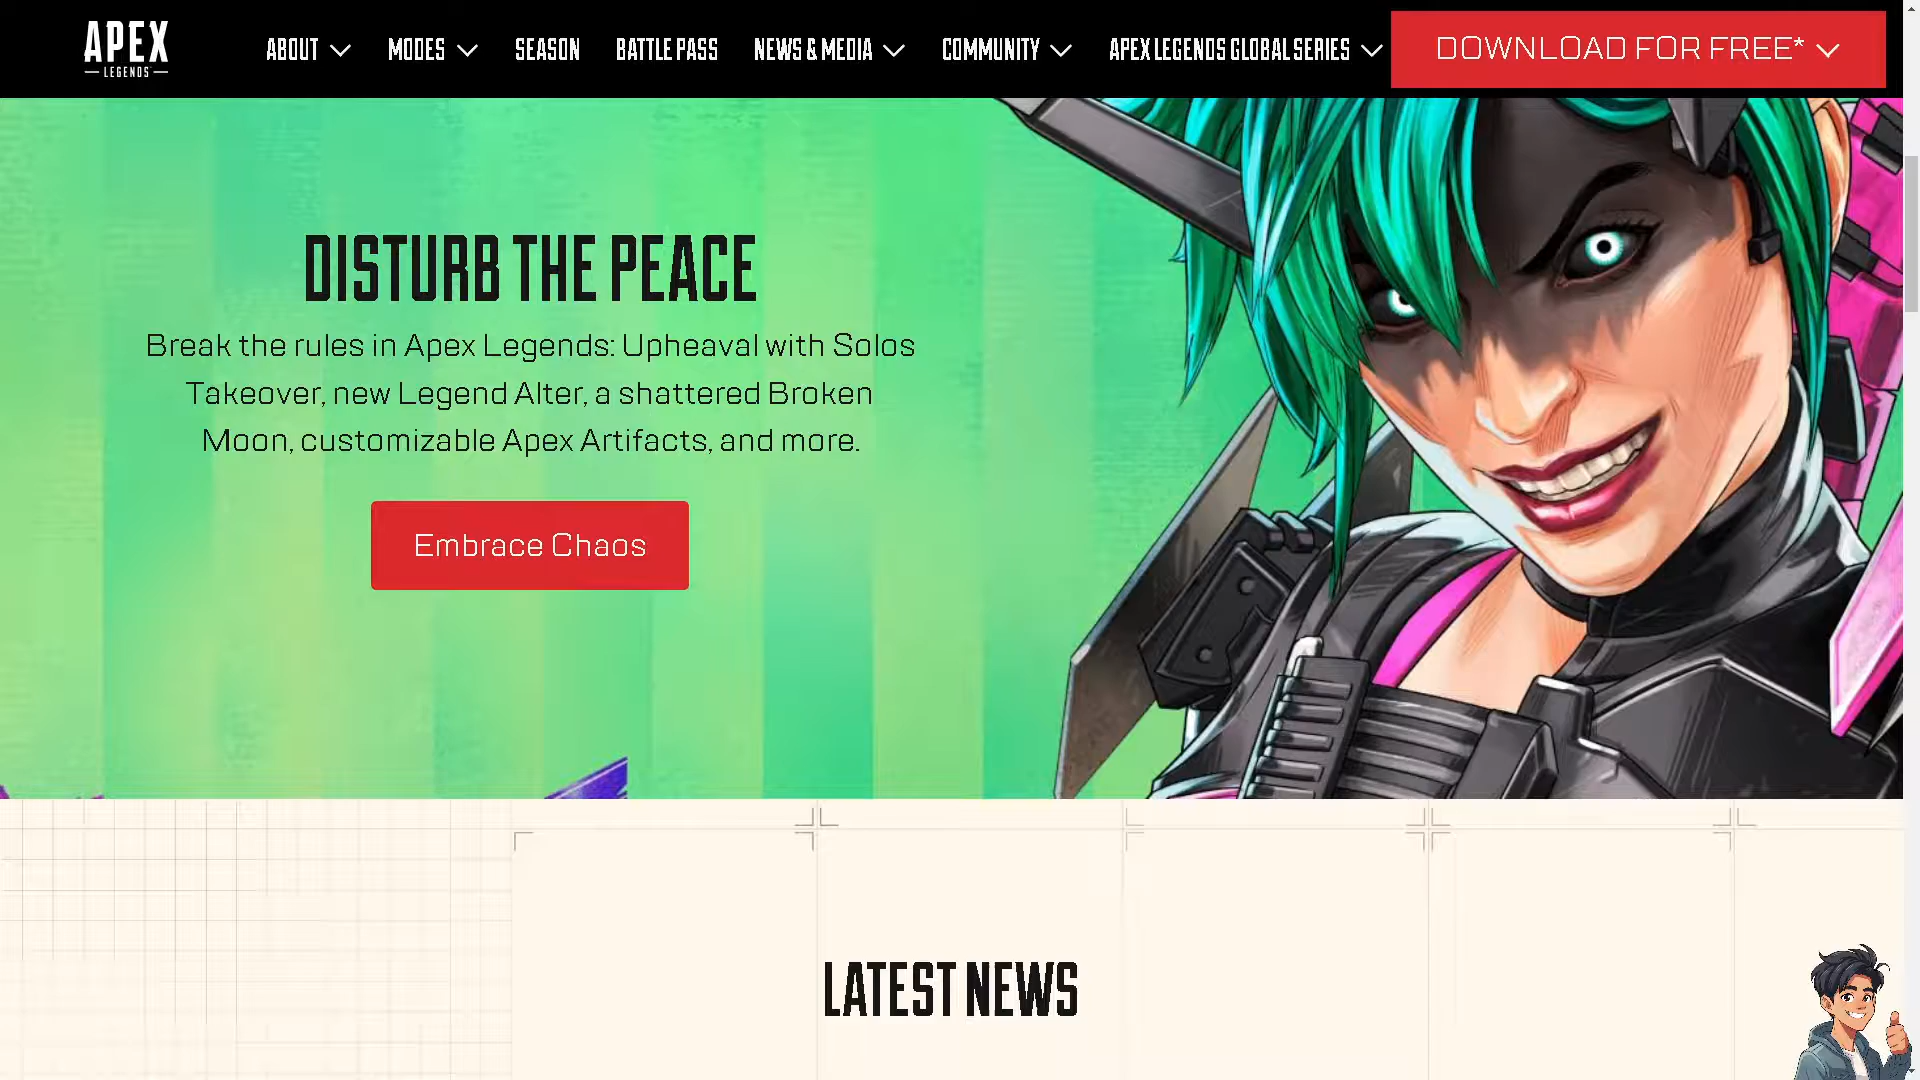 APEX
LEGENDS
ABOUT
MODES
SEASON
BATTLE PASS
NEWS & MEDIA
COMMUNITY
APEX LEGENDS GLOBAL SERIES
DOWNLOAD FOR FREE*
DISTURB THE PEACE
Break the rules in Apex Legends: Upheaval with Solos
Takeover, new Legend Alter, a shattered Broken
Moon, customizable Apex Artifacts, and more.
Embrace Chaos
LATEST NEWS